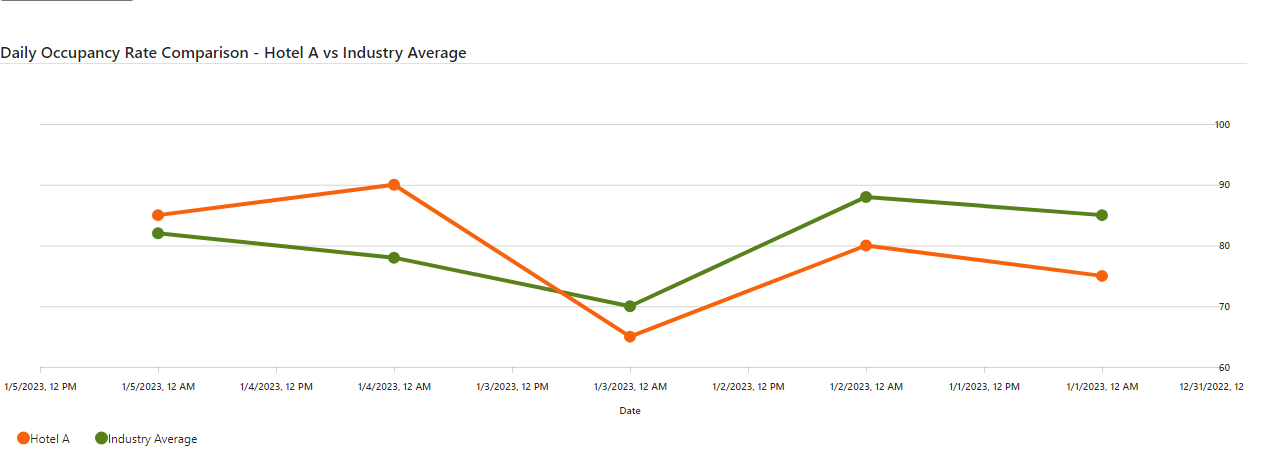 Daily Occupancy Rate Comparison - Hotel A vs Industry Average
100
90
80
70
60
1/5/2023, 12 PM 1/5/2023, 12 AM 1/4/2023, 12 PM 1/4/2023, 12 AM 1/3/2023, 12 PM 1/3/2023, 12 AM 1/2/2023, 12 PM 1/2/2023, 12 AM 1/1/2023, 12 PM 1/1/2023, 12 AM 12/31/2022, 12
Date
Hotel A Industry Average